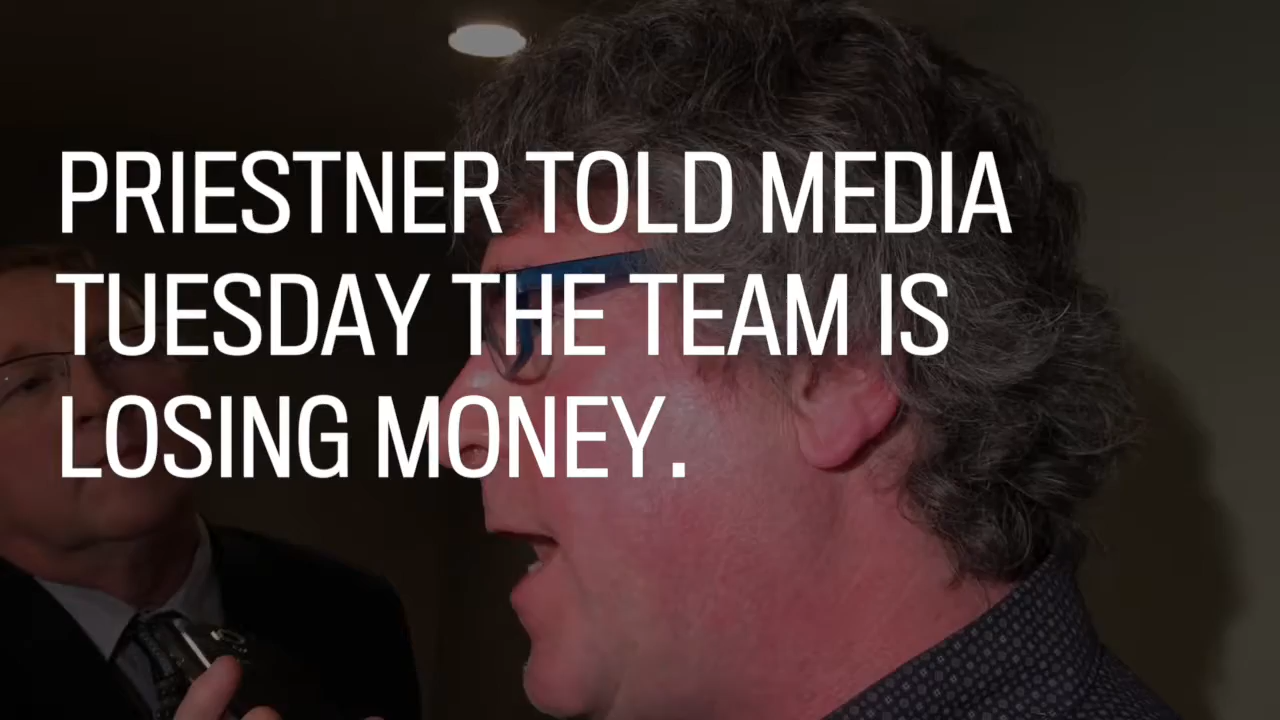 PRIESTNER TOLD MEDIA
TUESDAY THE TEAM IS
LOSING MONEY.